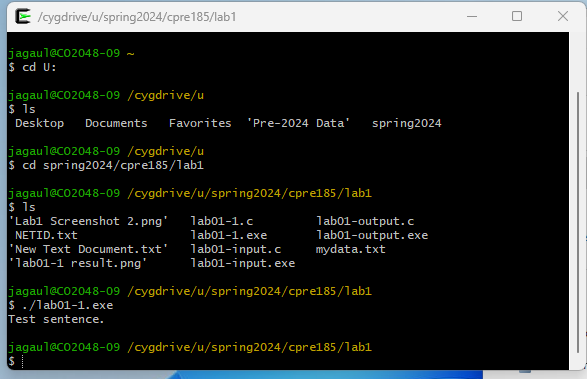 /cygdrive/u/spring2024/cpre185/lab1
jagaul@CO2048-09 ~
$ cd U:
jagaul@CO2048-09 /cygdrive/u
$ ls
Desktop Documents Favorites 'Pre-2024 Data' spring2024
jagaul@CO2048-09 /cygdrive/u
$ cd spring2024/cpre185/lab1
jagaul@CO2048-09 /cygdrive/u/spring2024/cpre185/lab1
$ ls
'Lab1 Screenshot 2.png' lab01-1.c lab01-output.c
NETID.txt lab01-1.exe lab01-output.exe
'New Text Document.txt' lab01-input.c mydata.txt
'lab01-1 result.png' lab01-input.exe
jagaul@CO2048-09 /cygdrive/u/spring2024/cpre185/lab1
$ ./lab01-1.exe
Test sentence.
jagaul@CO2048-09 /cygdrive/u/spring2024/cpre185/lab1
$